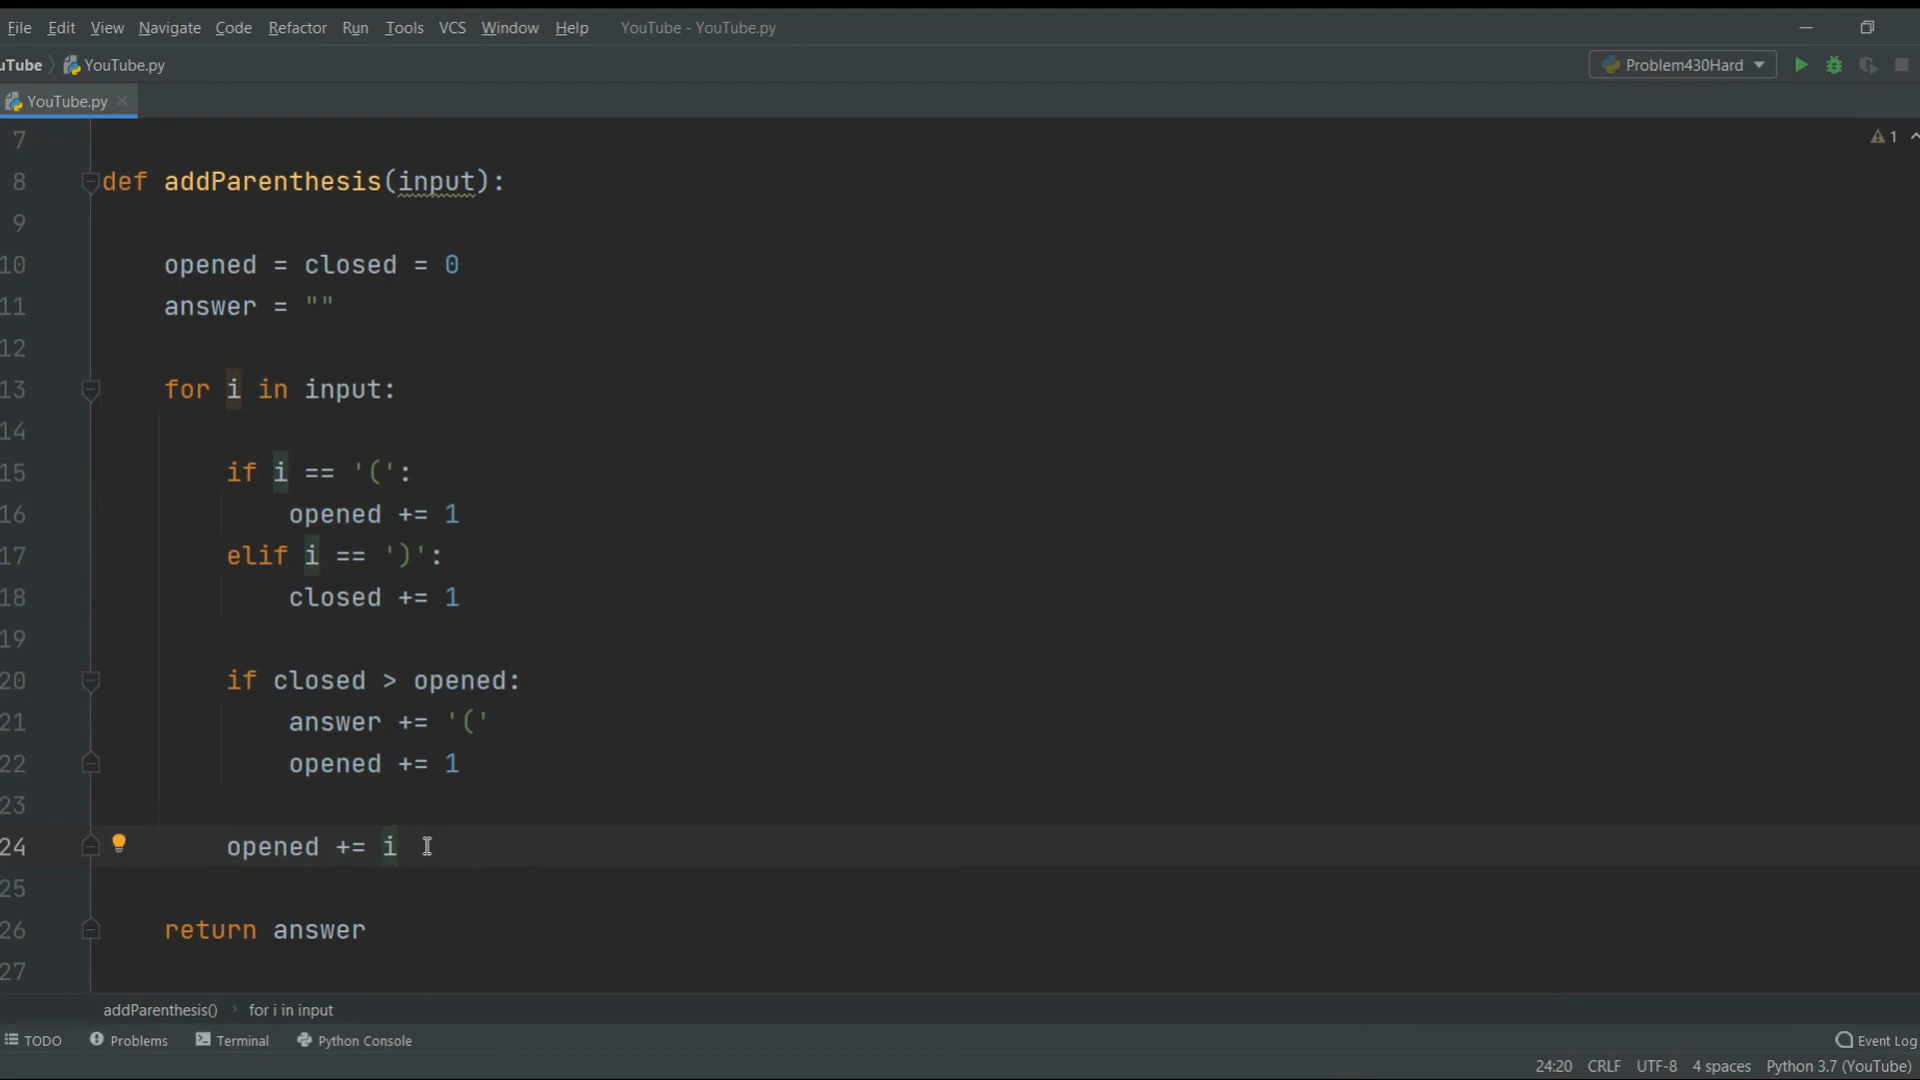 File Edit View Navigate Code Refactor Run Tools VCS Window Help YouTube - YouTube.py
uTube YouTube.py Problem430Hard
YouTube.py
7
1
8 def addParenthesis(input):
9
10 opened = closed = 0
11 answer = ""
12
13 for i in input:
14
15 if i == '(':
16 opened += 1
17 elif i == ')':
18 closed += 1
19
20 if closed > opened:
21 answer += '('
22 opened += 1
23
24 opened += i
25
26 return answer
27
addParenthesis() for i in input
TODO Problems Terminal Python Console Event Log
24:20 CRLF UTF-8 4 spaces Python 3.7 (YouTube)